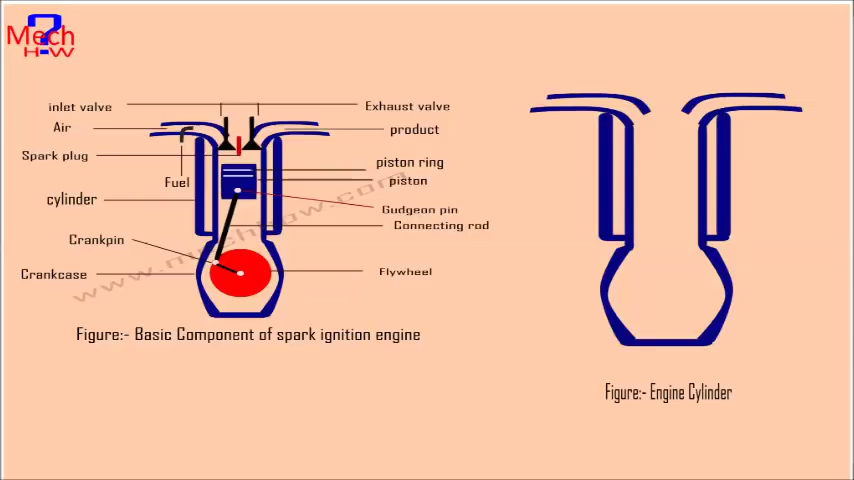 ?
Mech
H-W
inlet valve
Exhaust valve
Air
product
Spark plug
piston ring
Fuel
piston
cylinder
Gudgeon pin
Connecting rod
Crankpin
Crankcase
Flywheel
Figure:- Basic Component of spark ignition engine
Figure:- Engine Cylinder